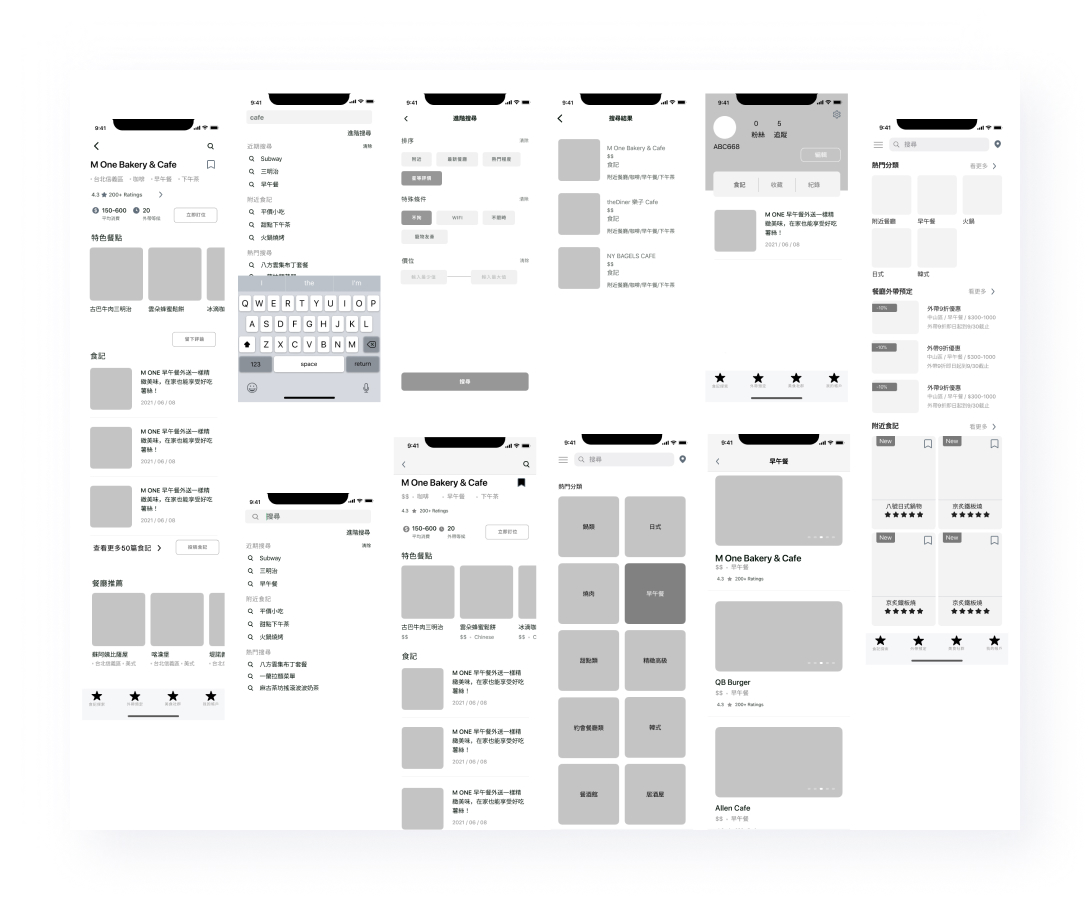 9:41
M One Bakery & Cafe
・台北信義區 ・咖啡 ・早午餐 ・下午茶
4.3 ★ 200+ Ratings
150-600
平均消費
20
外帶等候
立即訂位
特色餐點
古巴牛肉三明治
雲朵蜂蜜鬆餅
冰滴咖
留下評論
食記
M ONE 早午餐外送一樣精
緻美味，在家也能享受好吃
薯絲！
2021 / 06 / 08
M ONE 早午餐外送一樣精
緻美味，在家也能享受好吃
薯絲！
2021 / 06 / 08
M ONE 早午餐外送一樣精
緻美味，在家也能享受好吃
薯絲！
2021 / 06 / 08
查看更多50篇食記
餐廳推薦
蘇阿姨比薩屋
・台北信義區・美式
喀漢堡
・台北信義區・美式
堤諾
9:41
cafe
進階搜尋
近期搜尋
清除
Subway
三明治
早午餐
附近食記
平價小吃
甜點下午茶
火鍋燒烤
熱門搜尋
八方雲集布丁套餐
I
the
I'm
Q W E R T Y U I O P
A S D F G H J K L
Z X C V B N M
123
space
return
9:41
搜尋
進階搜尋
近期搜尋
清除
Subway
三明治
早午餐
附近食記
平價小吃
甜點下午茶
火鍋燒烤
熱門搜尋
八方雲集布丁套餐
一蘭拉麵菜單
麻古茶坊搖滾波波奶茶
9:41
進階搜尋
排序
清除
附近
最新餐廳
熱門程度
特殊條件
清除
WIFI
不限時
寵物友善
價位
清除
輸入最小值
輸入最大值
搜尋
9:41
M One Bakery & Cafe
$$ ・咖啡 ・早午餐 ・下午茶
4.3 ★ 200+ Ratings
150-600
平均消費
20
外帶等候
立即訂位
特色餐點
古巴牛肉三明治
$$
雲朵蜂蜜鬆餅
$$ ・Chinese
冰滴咖
$$ ・C
食記
M ONE 早午餐外送一樣精
緻美味，在家也能享受好吃
薯絲！
2021 / 06 / 08
M ONE 早午餐外送一樣精
緻美味，在家也能享受好吃
薯絲！
2021 / 06 / 08
M ONE 早午餐外送一樣精
緻美味，在家也能享受好吃
薯絲！
2021 / 06 / 08
9:41
搜尋結果
M One Bakery & Cafe
$$
食記
附近餐廳/咖啡/早午餐/下午茶
theDiner 樂子 Cafe
$$
食記
附近餐廳/咖啡/早午餐/下午茶
NY BAGELS CAFE
$$
食記
附近餐廳/咖啡/早午餐/下午茶
9:41
搜尋
熱門分類
鍋類
日式
燒肉
早午餐
甜點類
精緻高級
約會餐廳類
韓式
餐酒館
居酒屋
9:41
0
粉絲
5
追蹤
ABC668
編輯
食記
收藏
紀錄
M ONE 早午餐外送一樣精
緻美味，在家也能享受好吃
薯絲！
2021 / 06 / 08
9:41
早午餐
M One Bakery & Cafe
$$ ・早午餐
4.3 ★ 200+ Ratings
QB Burger
$$ ・早午餐
4.3 ★ 200+ Ratings
Allen Cafe
9:41
搜尋
熱門分類
看更多
附近餐廳
早午餐
火鍋
日式
韓式
餐廳外帶預定
看更多
-10%
外帶9折優惠
中山區 / 早午餐 / $300-1000
外帶9折即日起到9/30截止
-10%
外帶9折優惠
中山區 / 早午餐 / $300-1000
外帶9折即日起到9/30截止
-10%
外帶9折優惠
中山區 / 早午餐 / $300-1000
外帶9折即日起到9/30截止
附近食記
看更多
New
八號日式鍋物
New
京炙鐵板燒
New
京炙鐵板燒
New
京炙鐵板燒